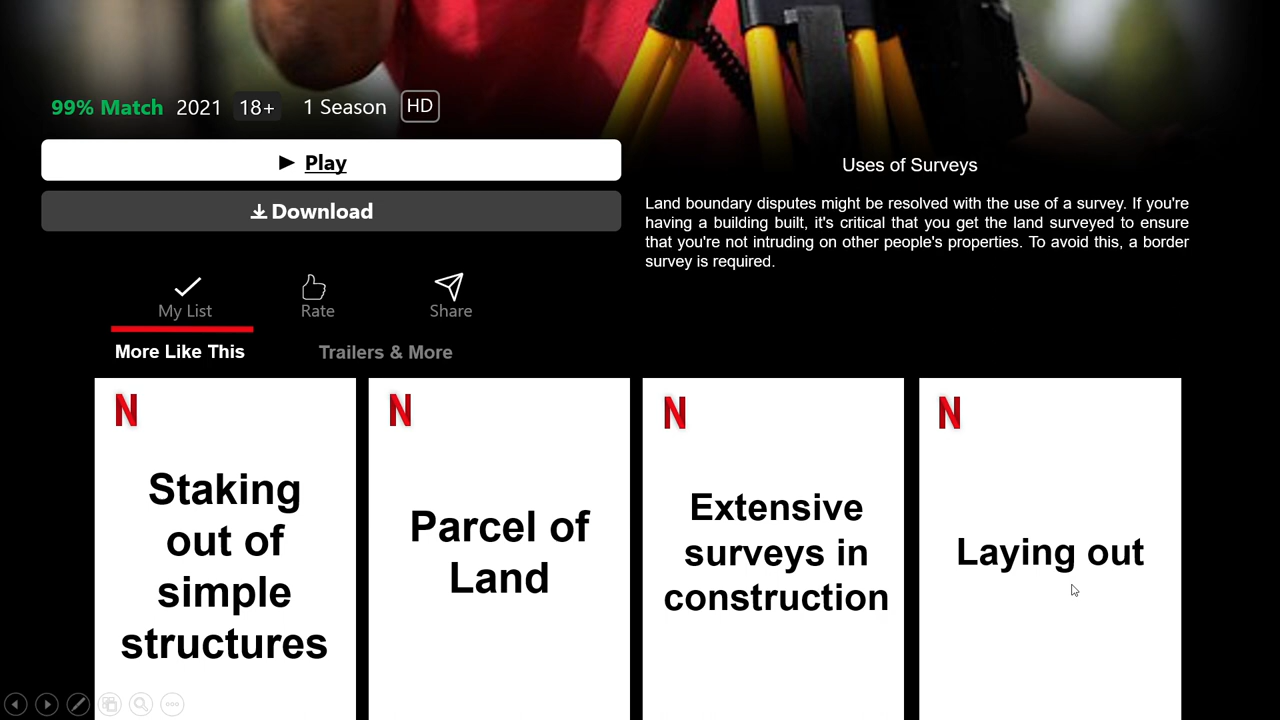 99% Match 2021 18+ 1 Season HD
Play
Download
Uses of Surveys
Land boundary disputes might be resolved with the use of a survey. If you're
having a building built, it's critical that you get the land surveyed to ensure
that you're not intruding on other people's properties. To avoid this, a border
survey is required.
My List
Rate
Share
More Like This
Trailers & More
N
Staking
out of
simple
structures
N
Parcel of
Land
N
Extensive
surveys in
construction
N
Laying out